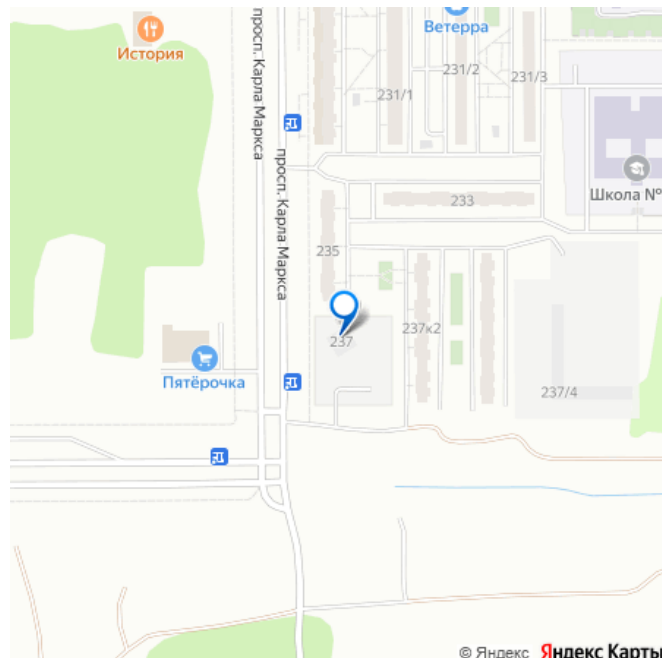 История
просп. Карла Маркса
просп. Карла Маркса
Ветерра
231/1
231/2
231/3
Школа №
233
235
237
237к2
237/4
Пятёрочка
© Яндекс Яндекс Карты